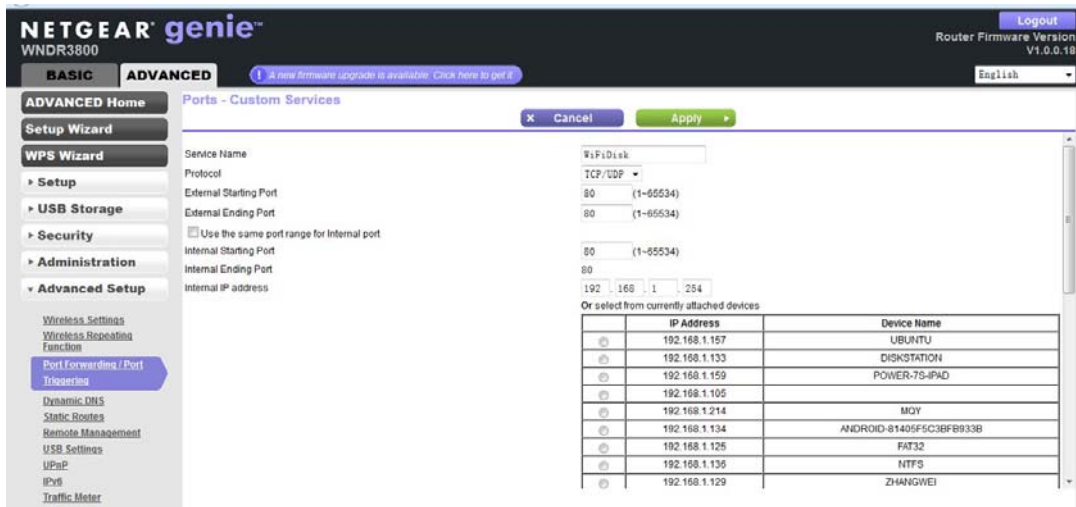 NETGEAR® genie™
WNDR3800
Logout
Router Firmware Version
V1.0.0.18
BASIC
ADVANCED
A new firmware upgrade is available. Click here to get it
English
ADVANCED Home
Setup Wizard
WPS Wizard
Setup
USB Storage
Security
Administration
Advanced Setup
Wireless Settings
Wireless Repeating
Function
Port Forwarding / Port
Triggering
Dynamic DNS
Static Routes
Remote Management
USB Settings
UPnP
IPv6
Traffic Meter
Ports - Custom Services
x Cancel
Apply
Service Name WiFiDisk
Protocol TCP/UDP
External Starting Port 80 (1~65534)
External Ending Port 80 (1~65534)
Use the same port range for Internal port
Internal Starting Port 80 (1~65534)
Internal Ending Port 80
Internal IP address 192 . 168 . 1 . 254
Or select from currently attached devices
IP Address Device Name
192.168.1.157 UBUNTU
192.168.1.133 DISKSTATION
192.168.1.159 POWER-7S-IPAD
192.168.1.105
192.168.1.214 MQY
192.168.1.134 ANDROID-81405F5C3BFB933B
192.168.1.125 FAT32
192.168.1.136 NTFS
192.168.1.129 ZHANGWEI